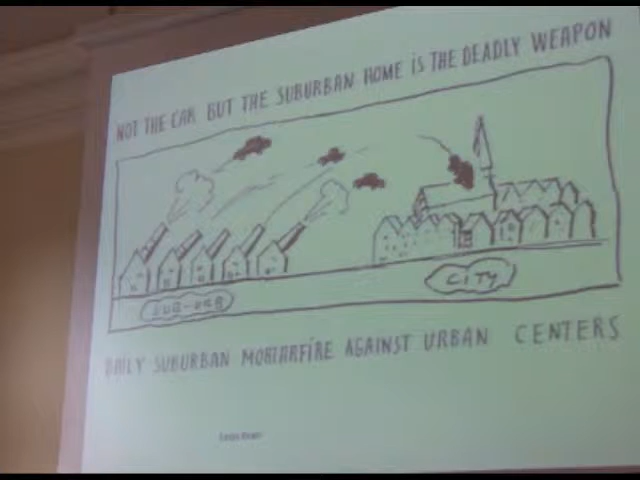 NOT THE CAR BUT THE SUBURBAN HOME iS THE DEADLY WEAPON
SUB-URB
CITY
DAILY SUBURBAN MORTARFIRE AGAINST URBAN CENTERS